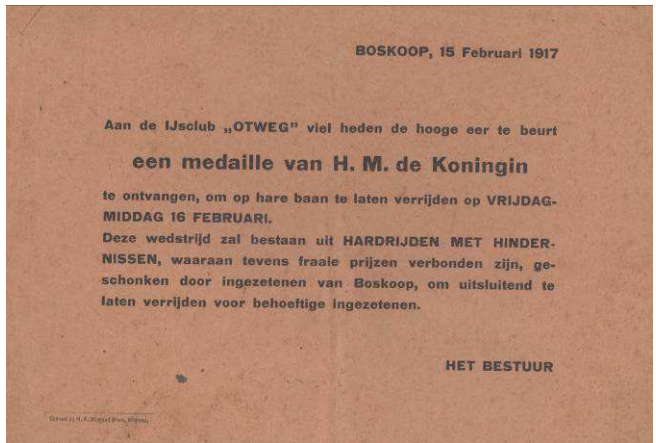 BOSKOOP, 15 Februari 1917
Aan de IJsclub „OTWEG” viel heden de hooge eer te beurt
een medaille van H. M. de Koningin
te ontvangen, om op hare baan te laten verrijden op VRIJDAG-
MIDDAG 16 FEBRUARI.
Deze wedstrijd zal bestaan uit HARDRIJDEN MET HINDER-
NISSEN, waaraan tevens fraaie prijzen verbonden zijn, ge-
schonken door ingezetenen van Boskoop, om uitsluitend te
laten verrijden voor behoeftige ingezetenen.
HET BESTUUR